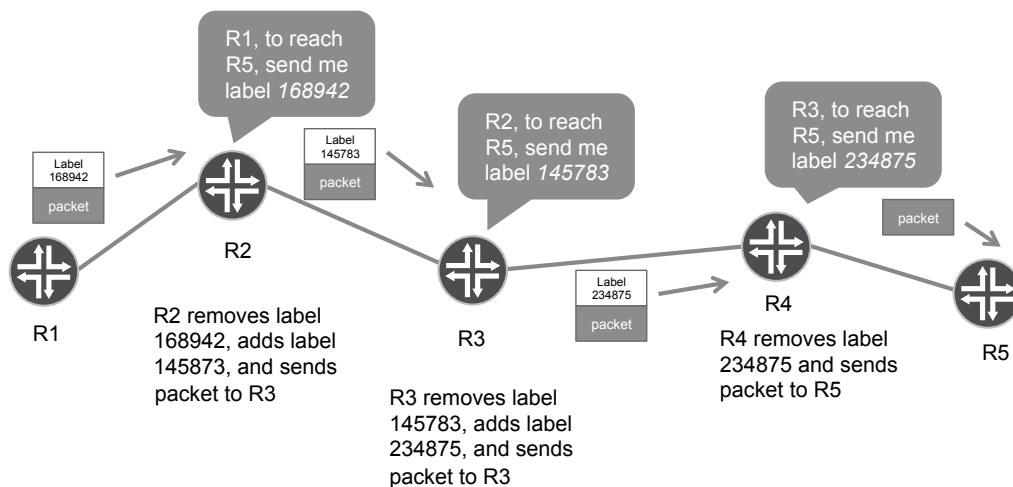 R1, to reach
R5, send me
label 168942
R2, to reach
R5, send me
label 145783
R3, to reach
R5, send me
label 234875
Label
168942
packet
Label
145783
packet
Label
234875
packet
packet
R1
R2
R3
R4
R5
R2 removes label
168942, adds label
145873, and sends
packet to R3
R3 removes label
145783, adds label
234875, and sends
packet to R3
R4 removes label
234875 and sends
packet to R5